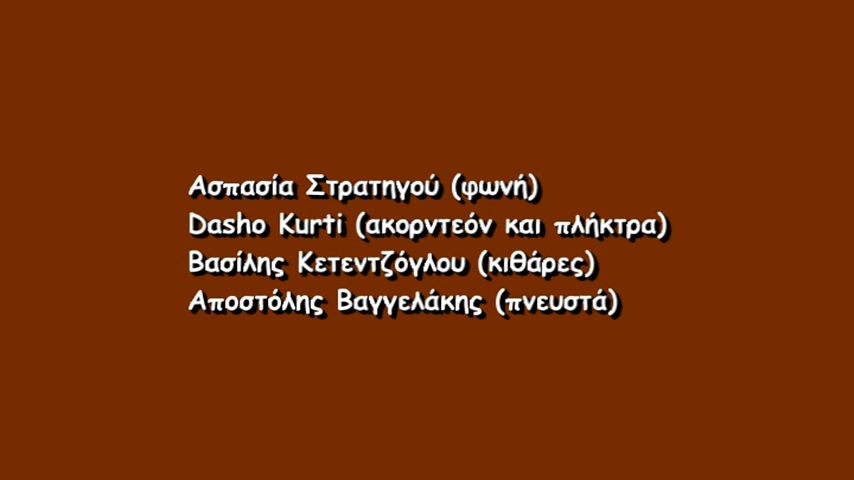 Ασπασία Στρατηγού (φωνή)
Dasho Kurti (ακορντεόν και πλήκτρα)
Βασίλης Κετεντζόγλου (κιθάρες)
Αποστόλης Βαγγελάκης (πνευστά)